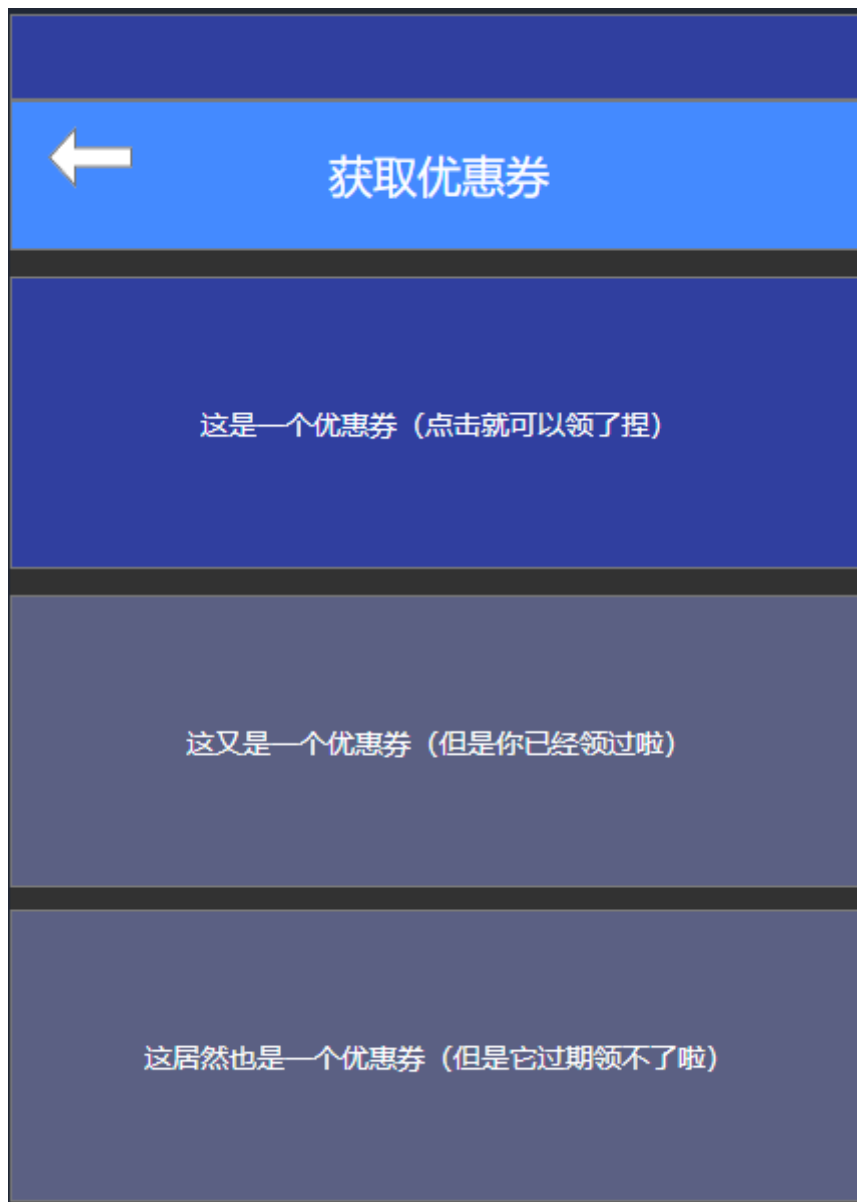 获取优惠券
这是一个优惠券（点击就可以领了捏）
这又是一个优惠券（但是你已经领过啦）
这居然也是一个优惠券（但是它过期领不了啦）